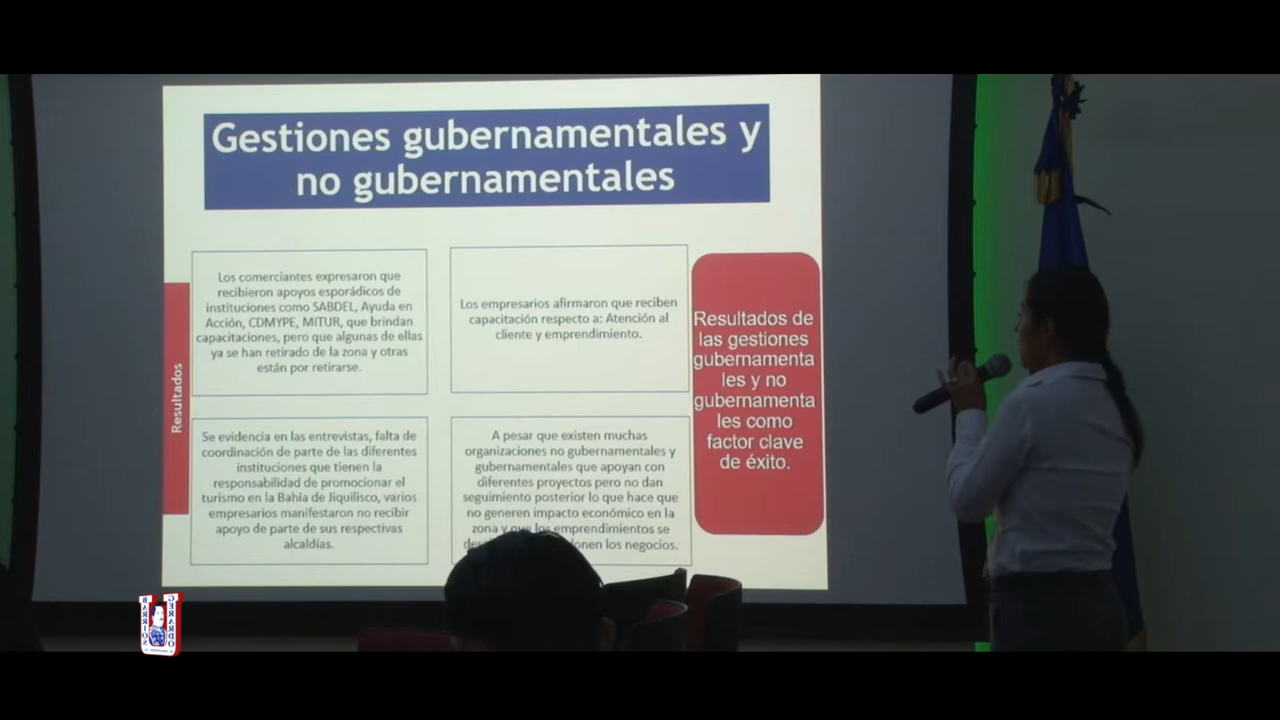 Gestiones gubernamentales y
no gubernamentales
Resultados
Los comerciantes expresaron que
recibieron apoyos esporádicos de
instituciones como SABDEL, Ayuda en
Acción, CDMYPE, MITUR, que brindan
capacitaciones, pero que algunas de ellas
ya se han retirado de la zona y otras
están por retirarse.
Los empresarios afirmaron que reciben
capacitación respecto a: Atención al
cliente y emprendimiento.
Se evidencia en las entrevistas, falta de
coordinación de parte de las diferentes
instituciones que tienen la
responsabilidad de promocionar el
turismo en la Bahía de Jiquilisco, varios
empresarios manifestaron no recibir
apoyo de parte de sus respectivas
alcaldías.
A pesar que existen muchas
organizaciones no gubernamentales y
gubernamentales que apoyan con
diferentes proyectos pero no dan
seguimiento posterior lo que hace que
no generen impacto económico en la
zona y que los emprendimientos se
los negocios.
Resultados de
las gestiones
gubernamenta
les y no
gubernamenta
les como
factor clave
de éxito.
GERARDO
BARRIOS